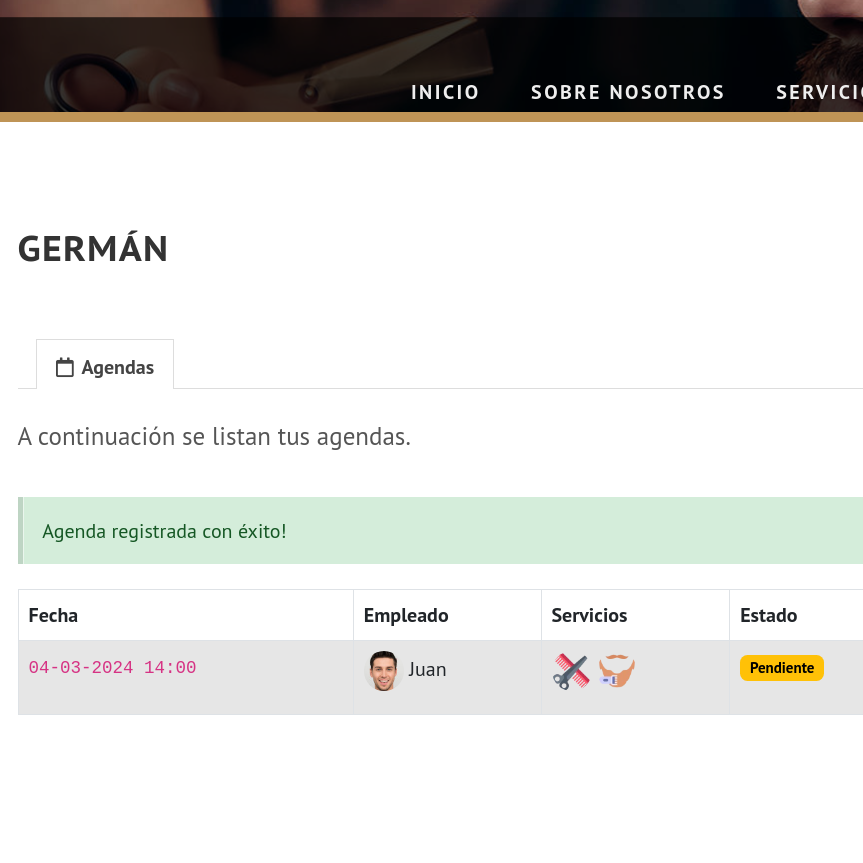 INICIO SOBRE NOSOTROS
GERMÁN
Agendas
A continuación se listan tus agendas.
Agenda registrada con éxito!
Fecha Empleado Servicios Estado
04-03-2024 14:00 Juan Pendiente